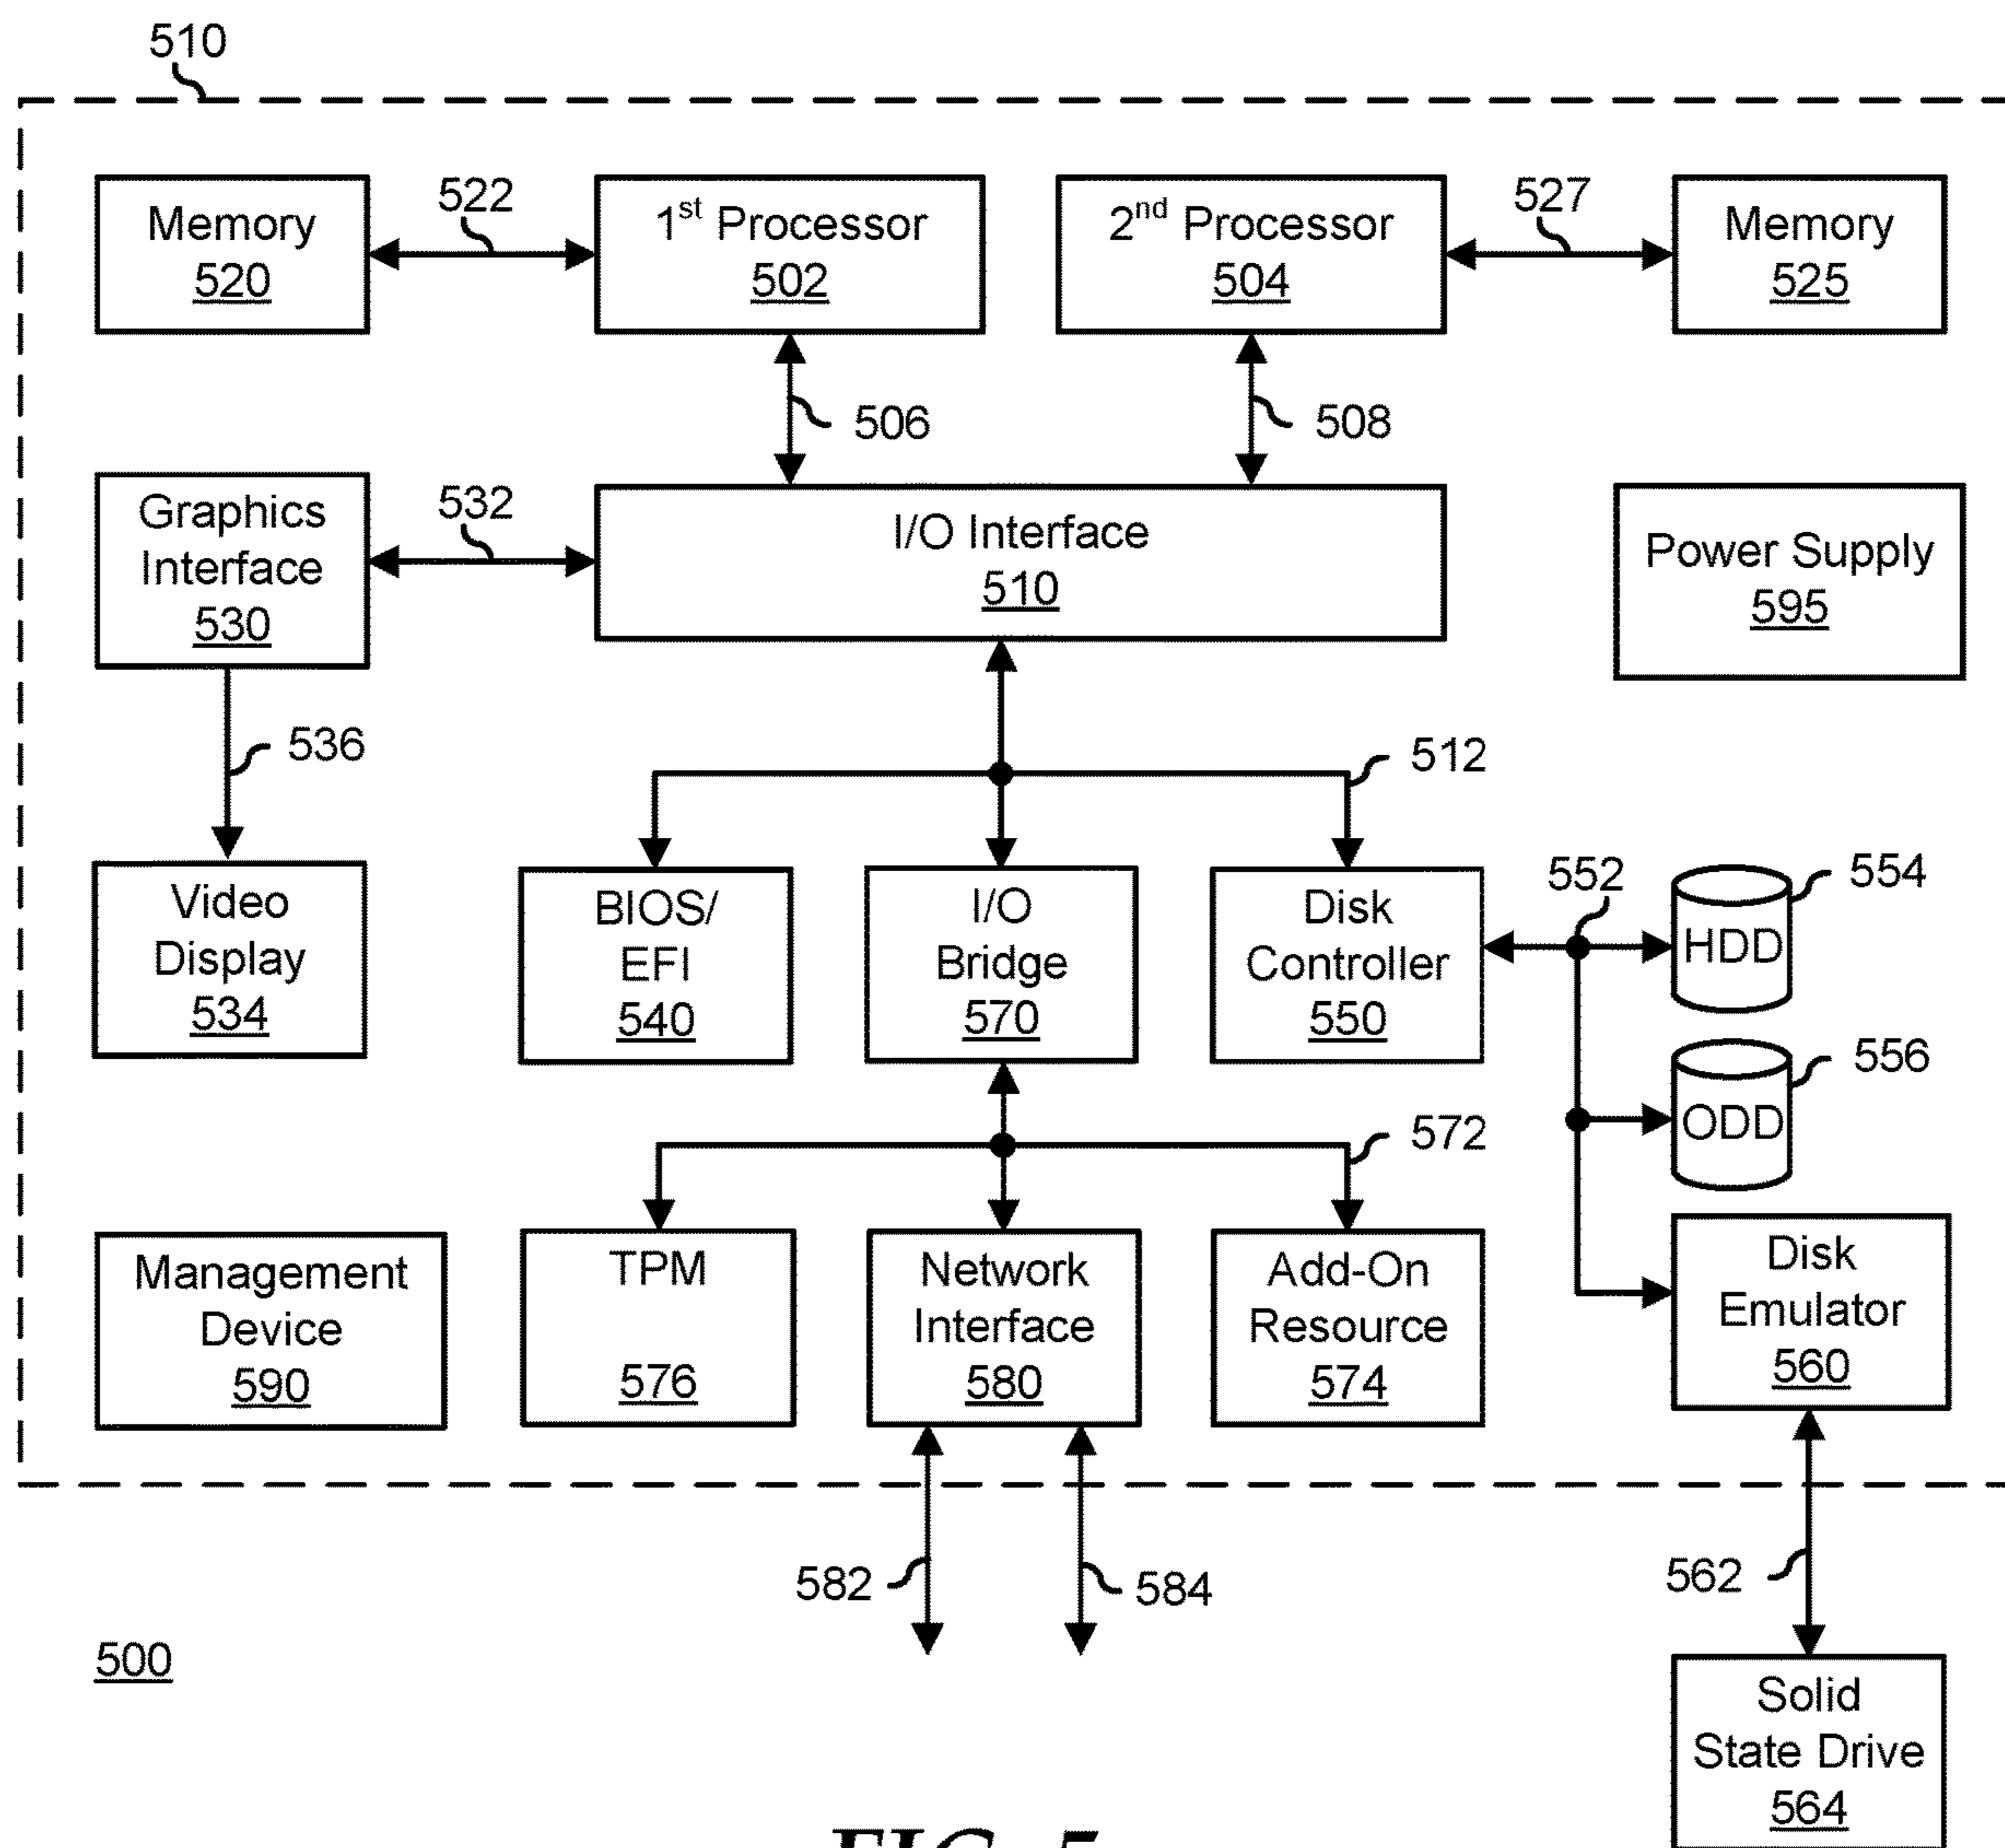 510
Memory
520
522
1st Processor
502
2nd Processor
504
527
Memory
525
506
508
Graphics
Interface
530
532
I/O Interface
510
Power Supply
595
536
512
Video
Display
534
BIOS/
EFI
540
I/O
Bridge
570
Disk
Controller
550
552
HDD
554
ODD
556
572
Management
Device
590
TPM
576
Network
Interface
580
Add-On
Resource
574
Disk
Emulator
560
582
584
562
500
Solid
State Drive
564
FIG. 5